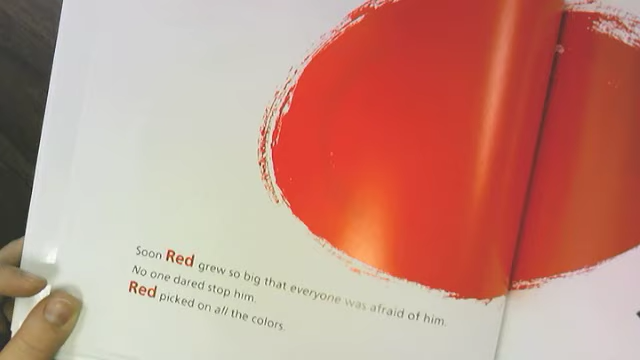 Soon Red grew so big that everyone was afraid of him.
No one dared stop him.
Red picked on all the colors.